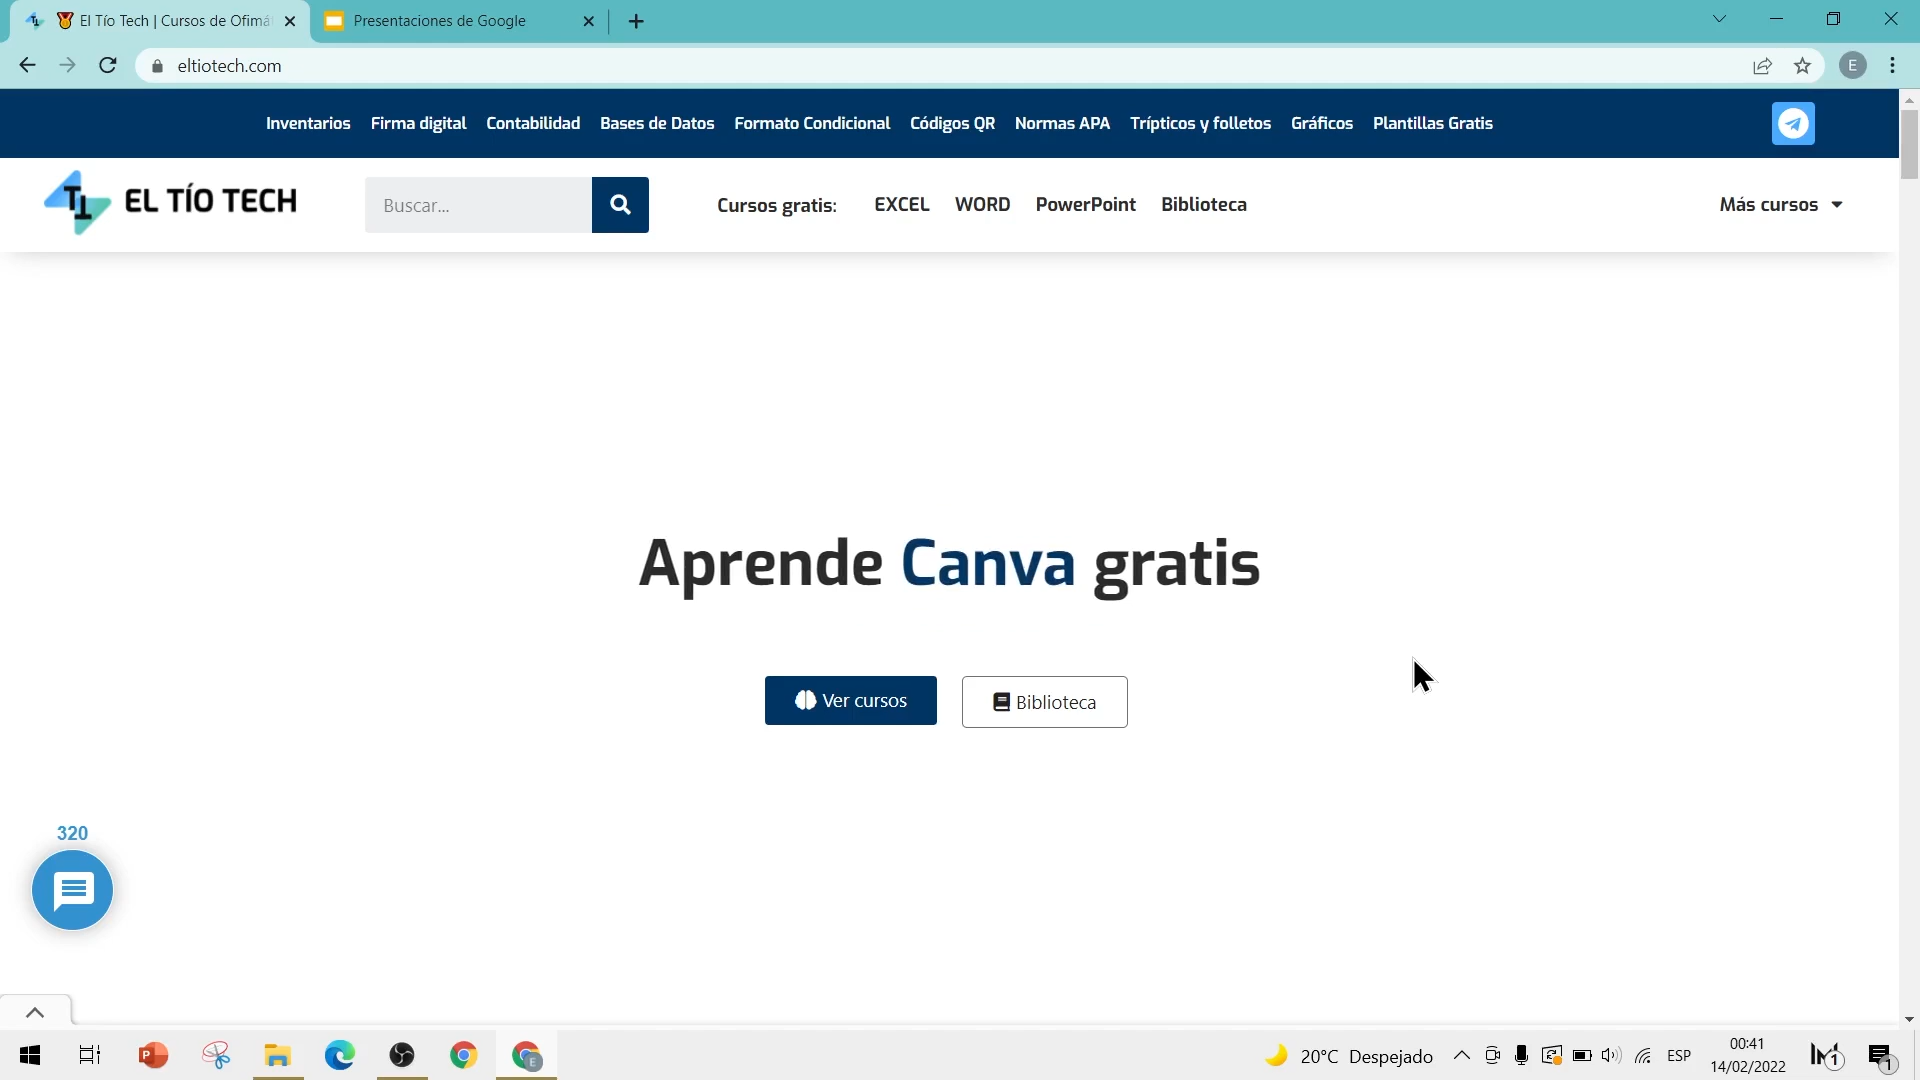 El Tío Tech | Cursos de Ofimá
Presentaciones de Google
eltiotech.com
E
Inventarios Firma digital Contabilidad Bases de Datos Formato Condicional Códigos QR Normas APA Trípticos y folletos Gráficos Plantillas Gratis
EL TÍO TECH
Buscar...
Cursos gratis: EXCEL WORD PowerPoint Biblioteca
Más cursos
Aprende Canva gratis
Ver cursos
Biblioteca
320
20°C Despejado
ESP
00:41
14/02/2022
1
1